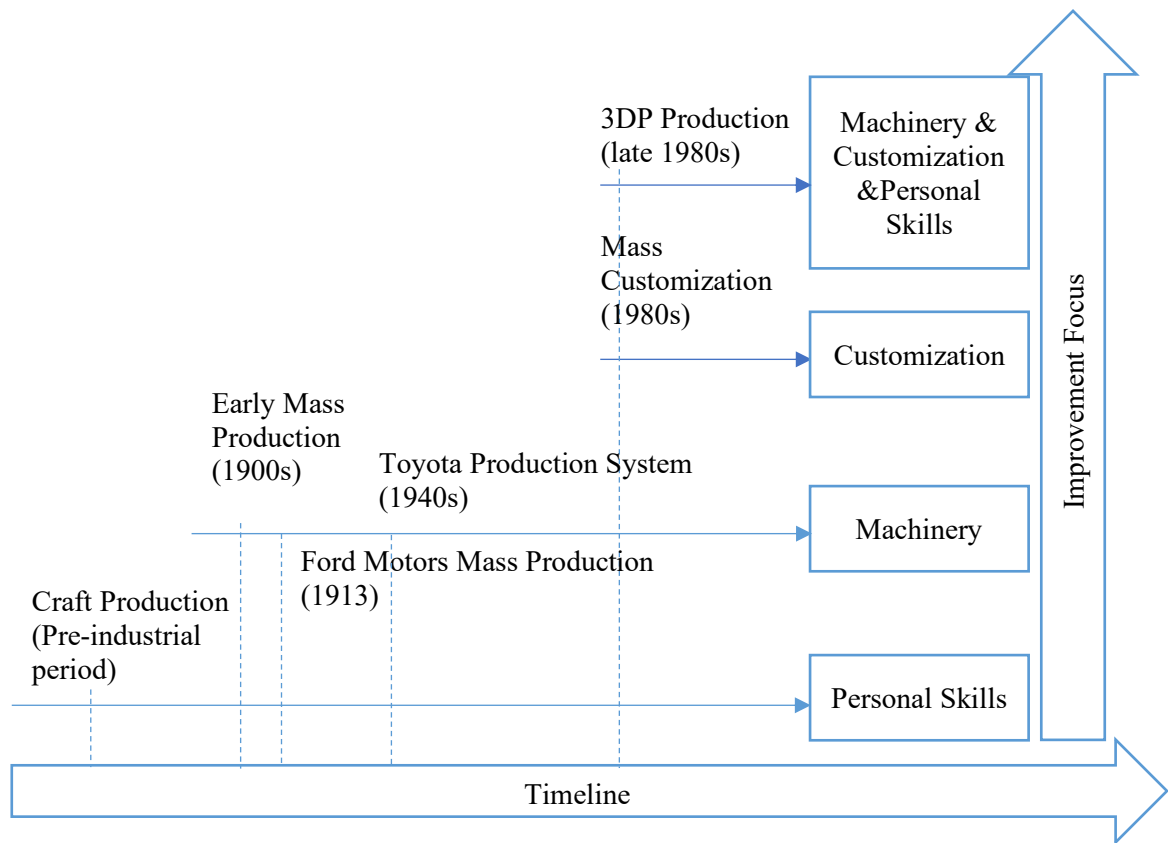 3DP Production
(late 1980s)
Machinery &
Customization
&Personal
Skills
Mass
Customization
(1980s)
Customization
Early Mass
Production
(1900s)
Toyota Production System
(1940s)
Machinery
Ford Motors Mass Production
(1913)
Craft Production
(Pre-industrial
period)
Personal Skills
Improvement Focus
Timeline